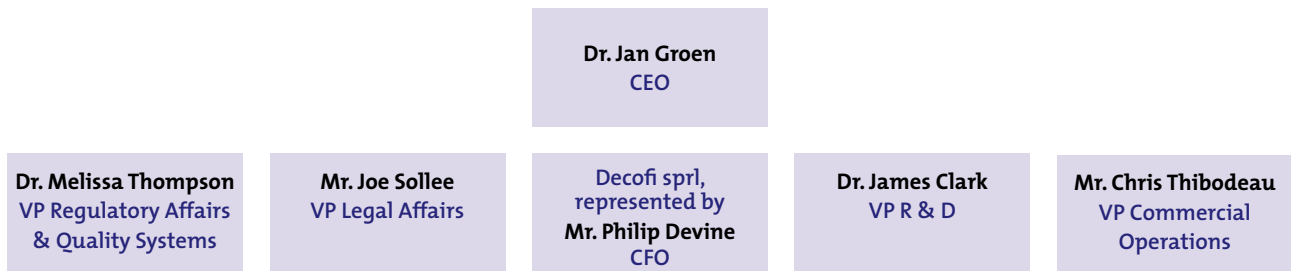 Dr. Jan Groen
CEO
Dr. Melissa Thompson
VP Regulatory Affairs
& Quality Systems
Mr. Joe Sollee
VP Legal Affairs
Decofi sprl,
represented by
Mr. Philip Devine
CFO
Dr. James Clark
VP R & D
Mr. Chris Thibodeau
VP Commercial
Operations